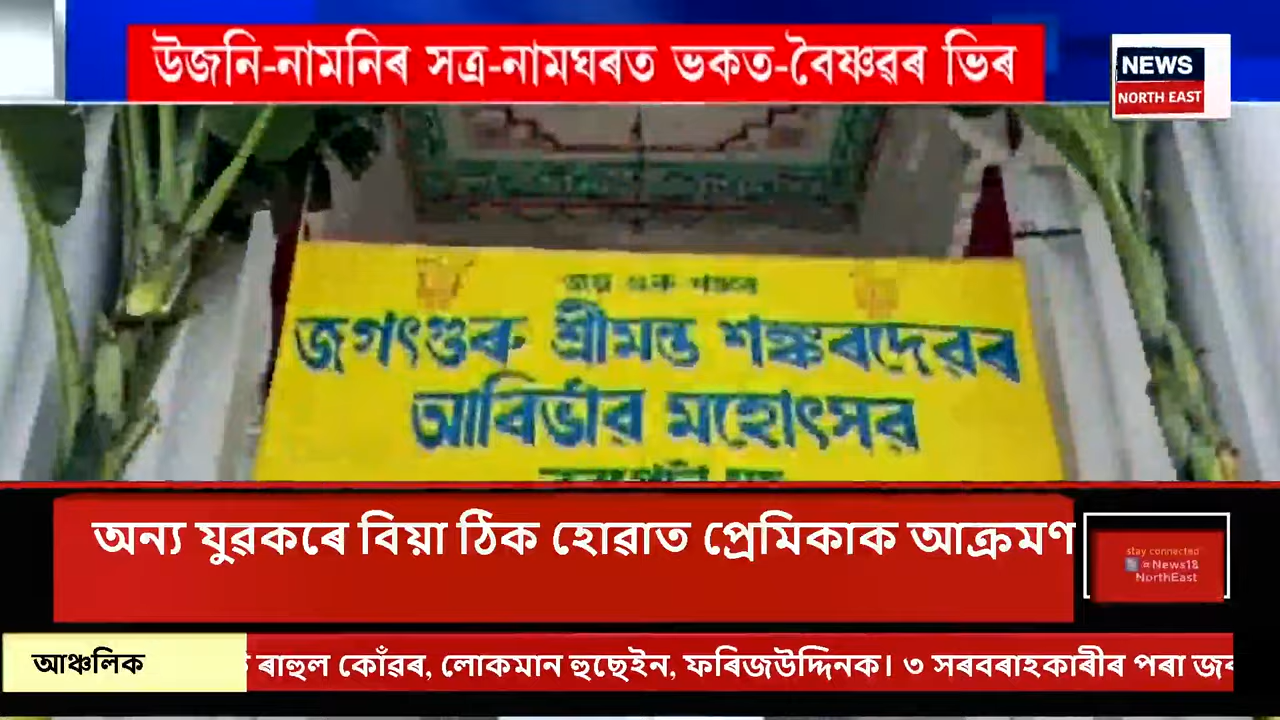 উজনি-নামনিৰ সত্ৰ-নামঘৰত ভকত-বৈষ্ণৱৰ ভিৰ
NEWS
NORTH EAST
জয় গুৰু শঙ্কৰ
জগৎগুৰু শ্ৰীমন্ত শঙ্কৰদেৱৰ
আবিৰ্ভাৱ মহোৎসৱ
অন্য যুৱকৰে বিয়া ঠিক হোৱাত প্ৰেমিকাক আক্ৰমণ
stay connected
News18
NorthEast
আঞ্চলিক
ৰাহুল কোঁৱৰ, লোকমান হুছেইন, ফৰিজউদ্দিনক। ৩ সৰবৰাহকাৰীৰ পৰা